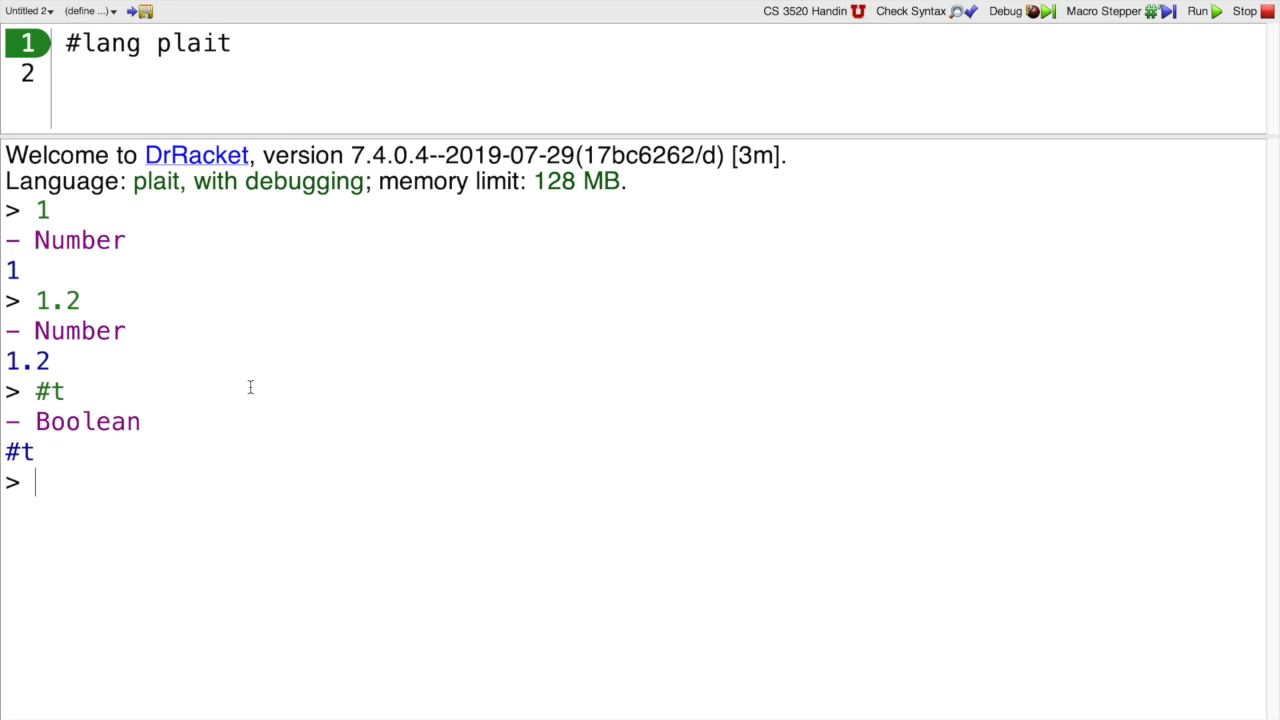 Untitled 2 (define ...) CS 3520 Handin Check Syntax Debug Macro Stepper Run Stop
1 #lang plait
2
Welcome to DrRacket, version 7.4.0.4--2019-07-29(17bc6262/d) [3m].
Language: plait, with debugging; memory limit: 128 MB.
> 1
- Number
1
> 1.2
- Number
1.2
> #t
- Boolean
#t
>